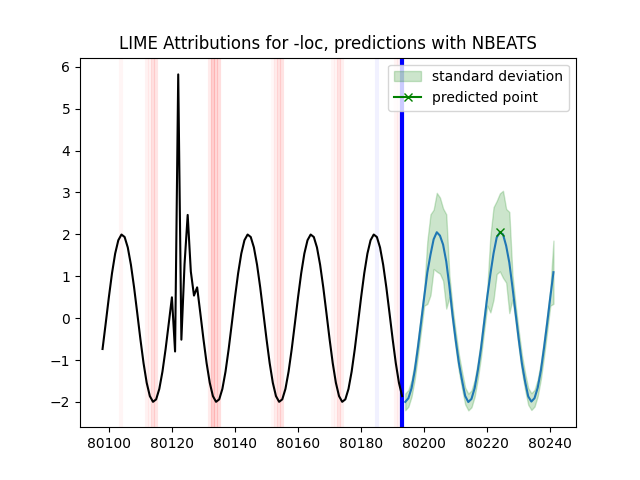 LIME Attributions for -loc, predictions with NBEATS
standard deviation
predicted point
6
5
4
3
2
1
0
−1
−2
80100 80120 80140 80160 80180 80200 80220 80240